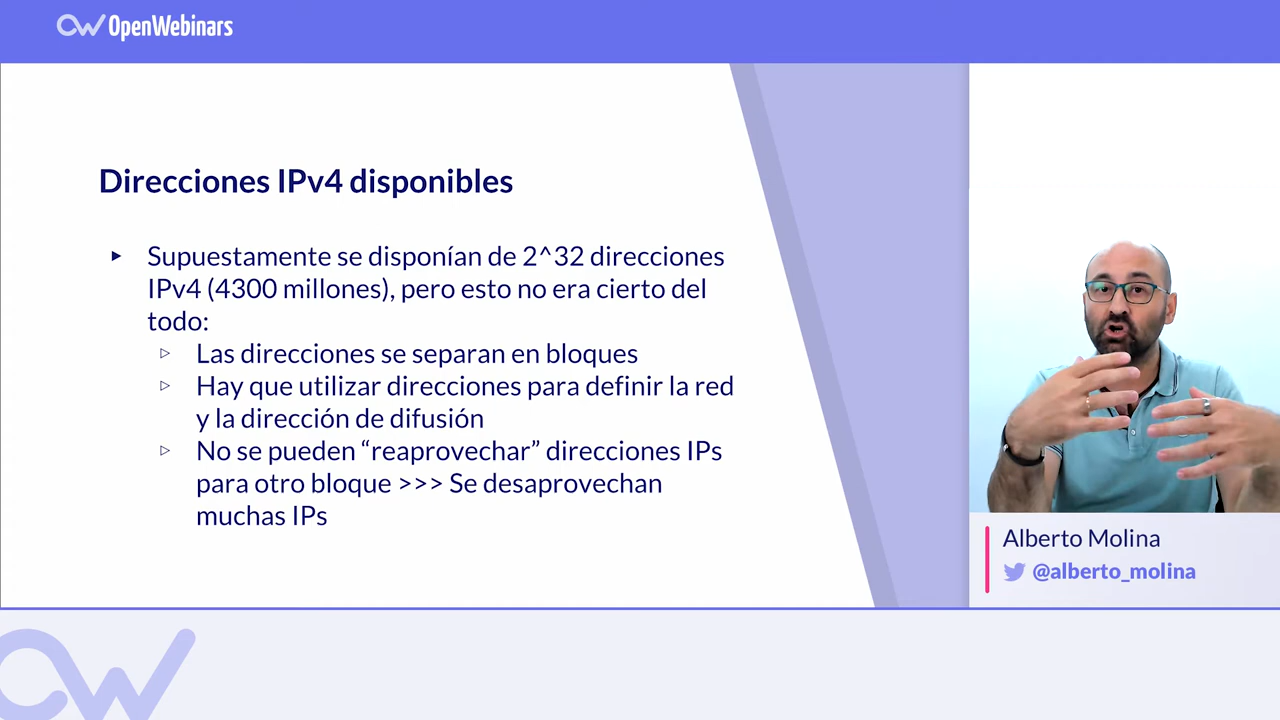 OpenWebinars
Direcciones IPv4 disponibles
Supuestamente se disponían de 2^32 direcciones
IPv4 (4300 millones), pero esto no era cierto del
todo:
Las direcciones se separan en bloques
Hay que utilizar direcciones para definir la red
y la dirección de difusión
No se pueden “reaprovechar” direcciones IPs
para otro bloque >>> Se desaprovechan
muchas IPs
Alberto Molina
@alberto_molina